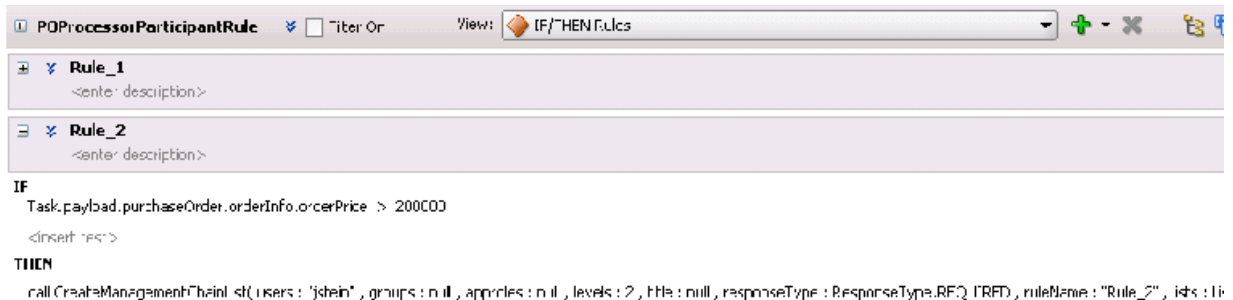 POProcessorParticipantRule Filter On View: IF/THEN Rules
Rule_1
<enter description>
Rule_2
<enter description>
IF
Task.payload.purchaseOrder.orderInfo.orderPrice > 200000
<insert test>
THEN
call CreateManagementChainList( users : "jstein" , groups : null , approles : null , levels : 2 , title : null , responseType : ResponseType.REQUIRED , ruleName : "Rule_2" , lists : Lis